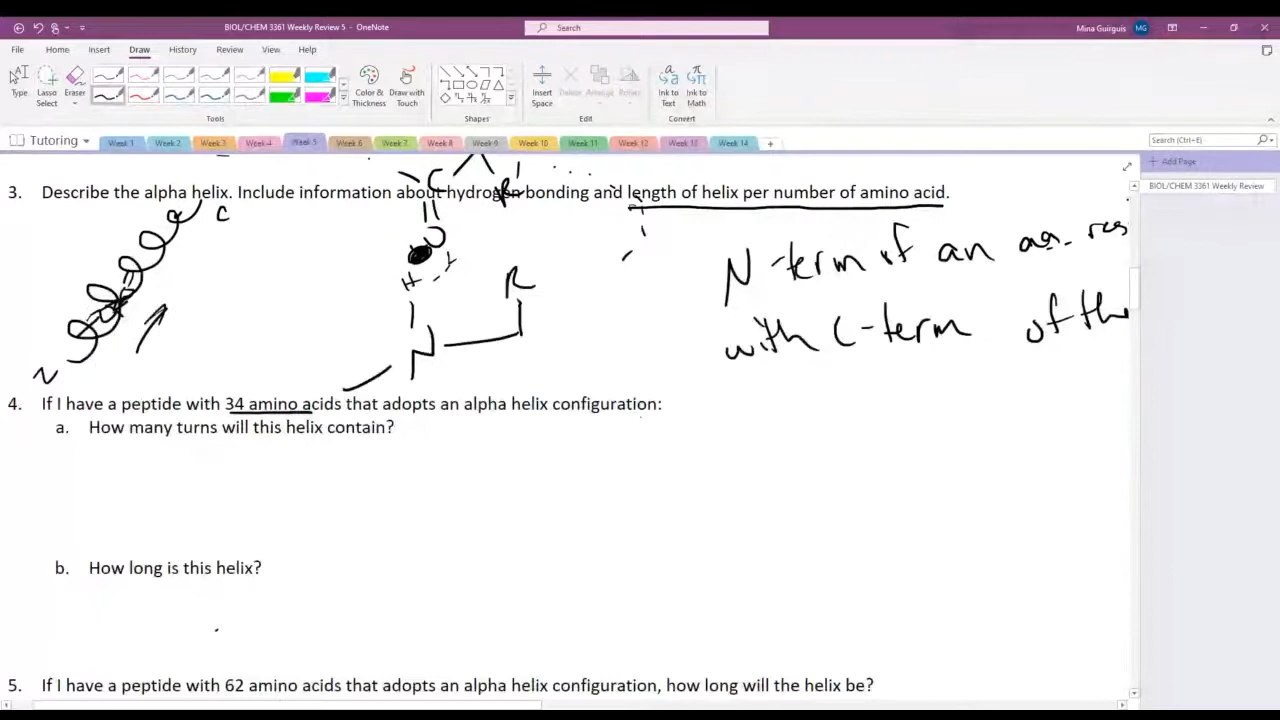 BIOL/CHEM 3361 Weekly Review 5 - OneNote
Search
Mina Guirguis
MG
File Home Insert Draw History Review View Help
Type
Lasso Select
Eraser
Color & Thickness
Draw with Touch
Insert Space
Delete
Arrange
Rotate
Ink to Text
Ink to Math
Tools
Shapes
Edit
Convert
Tutoring
Week 1 Week 2 Week 3 Week 4 Week 5 Week 6 Week 7 Week 8 Week 9 Week 10 Week 11 Week 12 Week 13 Week 14
Search (Ctrl+E)
Add Page
BIOL/CHEM 3361 Weekly Review
C R
3. Describe the alpha helix. Include information about hydrogen bonding and length of helix per number of amino acid.
C
O
H
R
N
N
N-term of an aa. res
with C-term of the
4. If I have a peptide with 34 amino acids that adopts an alpha helix configuration:
a. How many turns will this helix contain?
b. How long is this helix?
5. If I have a peptide with 62 amino acids that adopts an alpha helix configuration, how long will the helix be?